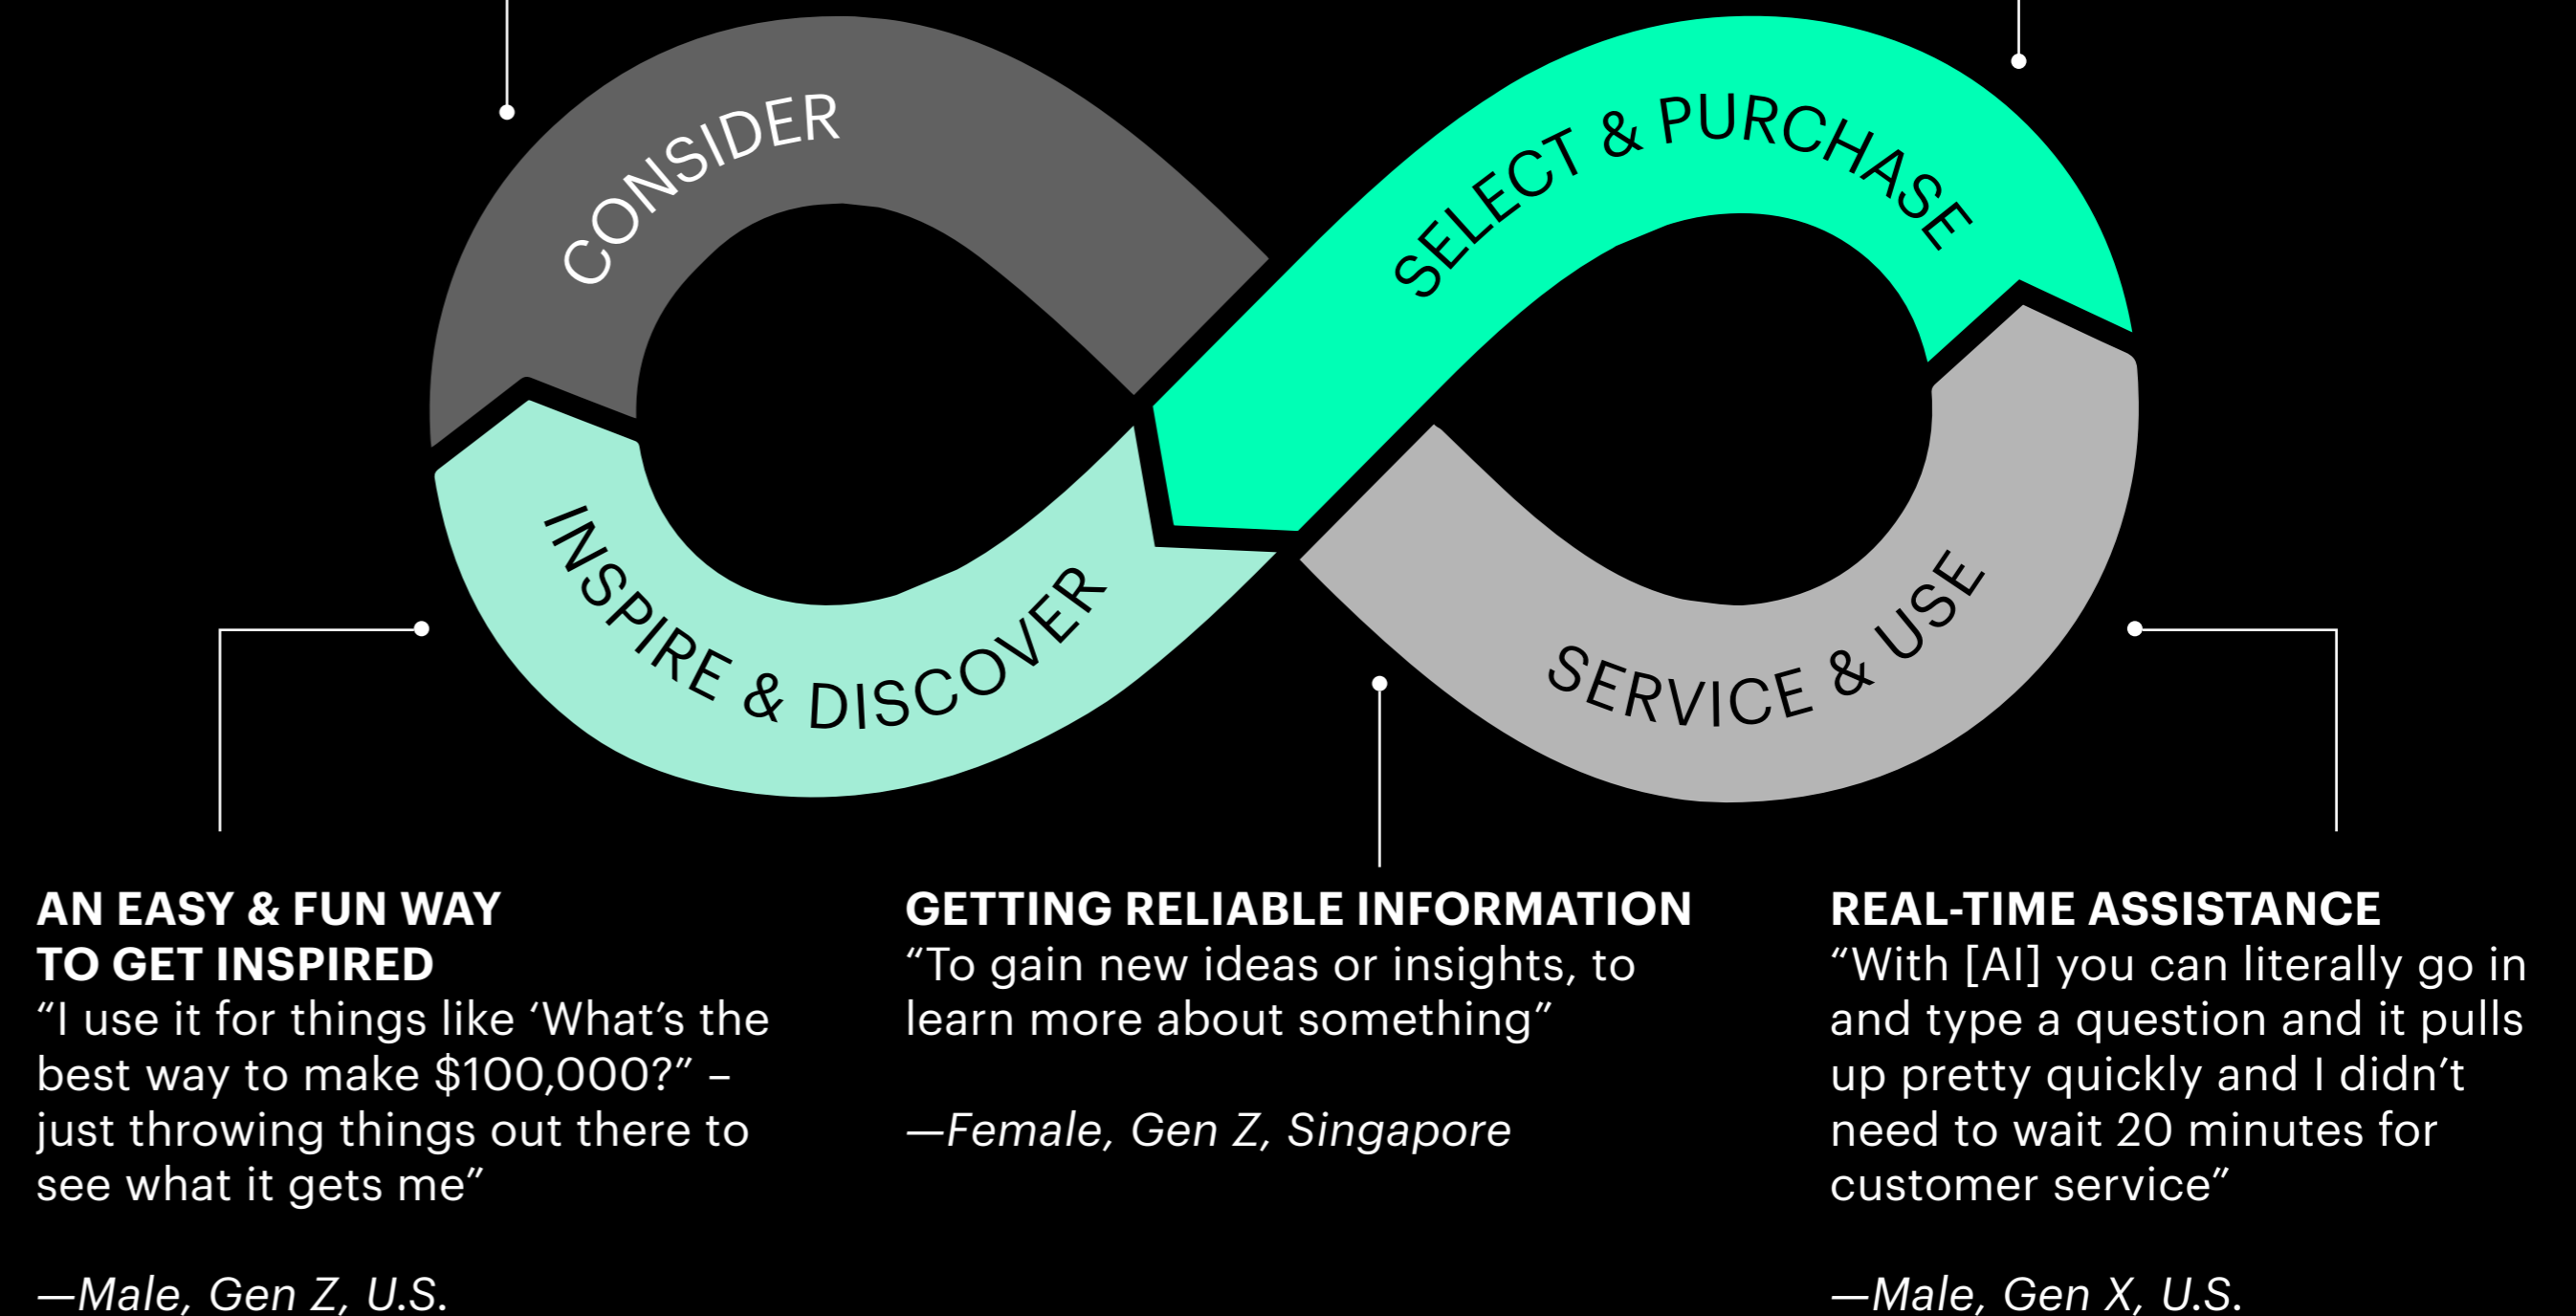 CONSIDER
SELECT & PURCHASE
INSPIRE & DISCOVER
SERVICE & USE
AN EASY & FUN WAY
TO GET INSPIRED
“I use it for things like ‘What’s the
best way to make $100,000?” –
just throwing things out there to
see what it gets me”
—Male, Gen Z, U.S.
GETTING RELIABLE INFORMATION
“To gain new ideas or insights, to
learn more about something”
—Female, Gen Z, Singapore
REAL-TIME ASSISTANCE
“With [AI] you can literally go in
and type a question and it pulls
up pretty quickly and I didn’t
need to wait 20 minutes for
customer service”
—Male, Gen X, U.S.